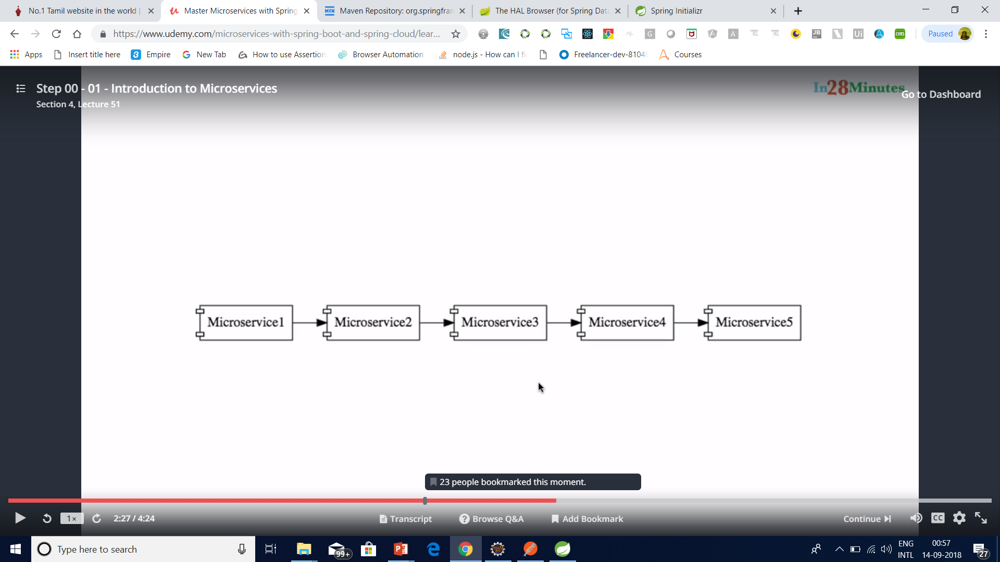 No.1 Tamil website in the world |
Master Microservices with Spring
Maven Repository: org.springfran
The HAL Browser (for Spring Data
Spring Initializr
https://www.udemy.com/microservices-with-spring-boot-and-spring-cloud/lear...
Paused
Apps
Insert title here
Empire
New Tab
How to use Assertion
Browser Automation
node.js - How can I fi
Freelancer-dev-81048
Courses
Step 00 - 01 - Introduction to Microservices
Section 4, Lecture 51
In28Minutes
Go to Dashboard
Microservice1
Microservice2
Microservice3
Microservice4
Microservice5
23 people bookmarked this moment.
1×
2:27 / 4:24
Transcript
Browse Q&A
Add Bookmark
Continue
CC
Type here to search
99+
ENG
INTL
00:57
14-09-2018
27